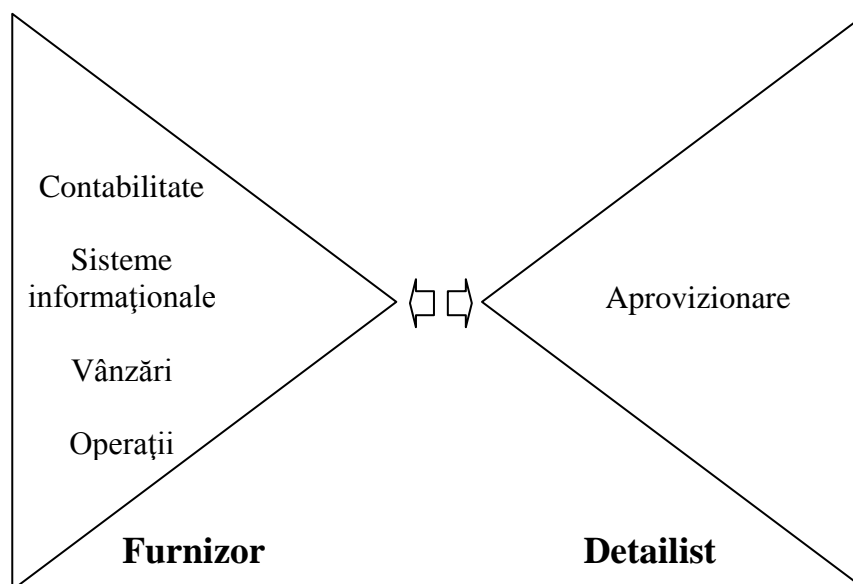 Contabilitate
Sisteme
informaţionale
Vânzări
Operaţii
Aprovizionare
Furnizor
Detailist